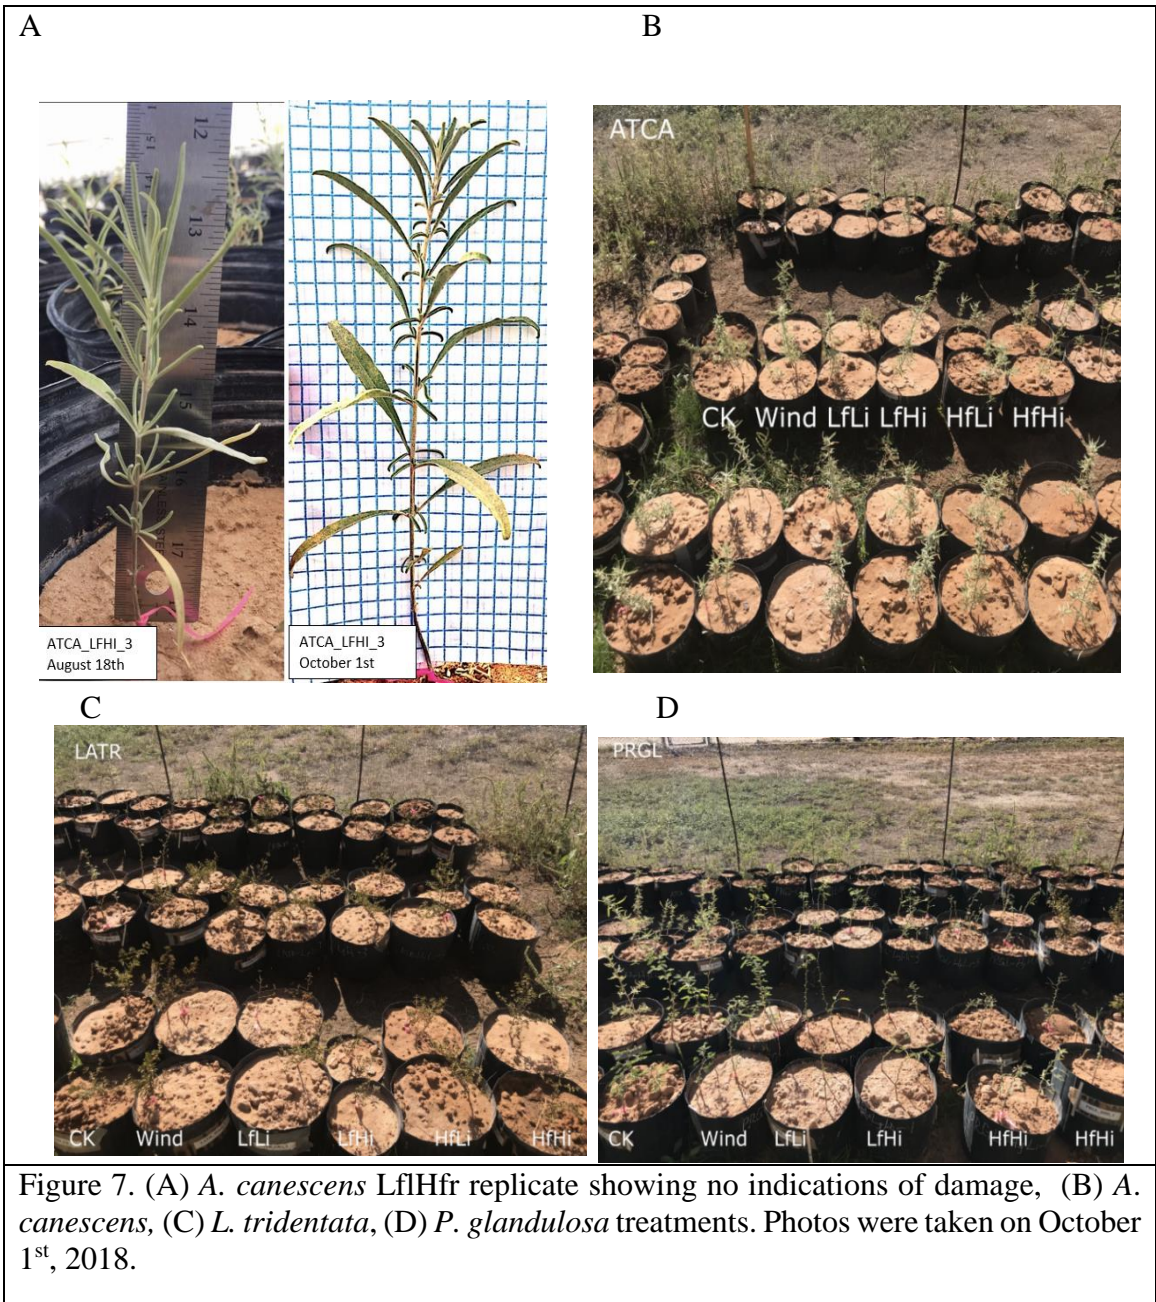 A
B
12
15
14
13
14
15
16
17
ATCA_LFHI_3
August 18th
ATCA_LFHI_3
October 1st
ATCA
CK Wind LfLi LfHi HfLi HfHi
C
D
LATR
CK Wind LfLi LfHi HfLi HfHi
PRGL
CK Wind LfLi LfHi HfHi HfHi
Figure 7. (A) A. canescens LflHfr replicate showing no indications of damage, (B) A.
canescens, (C) L. tridentata, (D) P. glandulosa treatments. Photos were taken on October
1st, 2018.